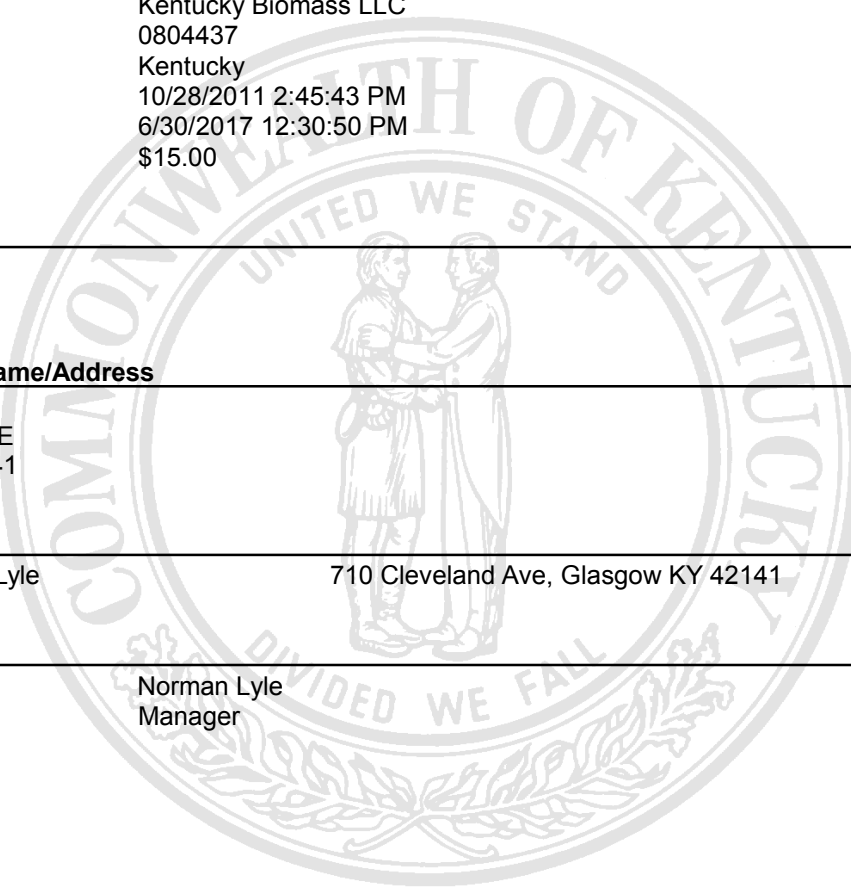 Kentucky Biomass LLC
0804437
Kentucky
10/28/2011 2:45:43 PM
6/30/2017 12:30:50 PM
$15.00
COMMONWEALTH OF KENTUCKY
UNITED WE STAND
ame/Address
E
1
Lyle 710 Cleveland Ave, Glasgow KY 42141
DIVIDED WE FALL
Norman Lyle
Manager